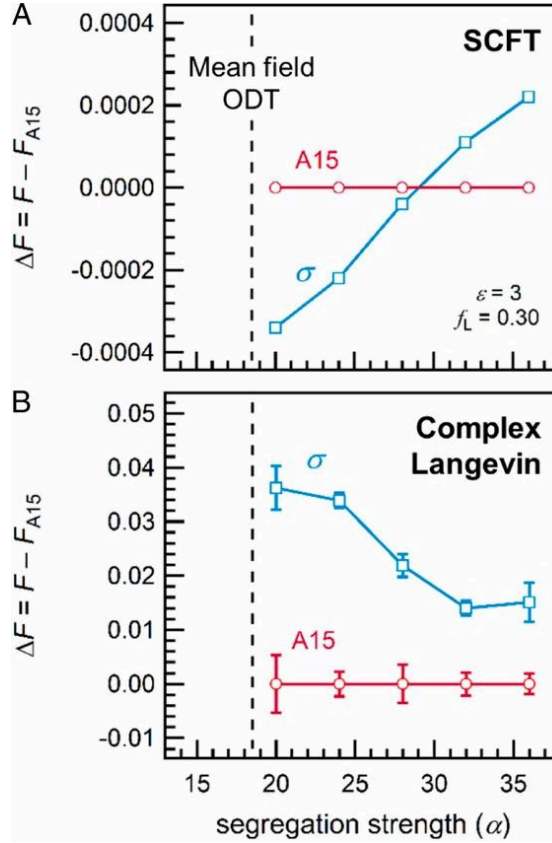 A
SCFT
Mean field
ODT
0.0004
0.0002
0.0000
-0.0002
-0.0004
ΔF = F − F_A15
A15
σ
ε = 3
f_L = 0.30
B
Complex
Langevin
0.05
0.04
0.03
0.02
0.01
0.00
-0.01
ΔF = F − F_A15
σ
A15
15 20 25 30 35
segregation strength (α)